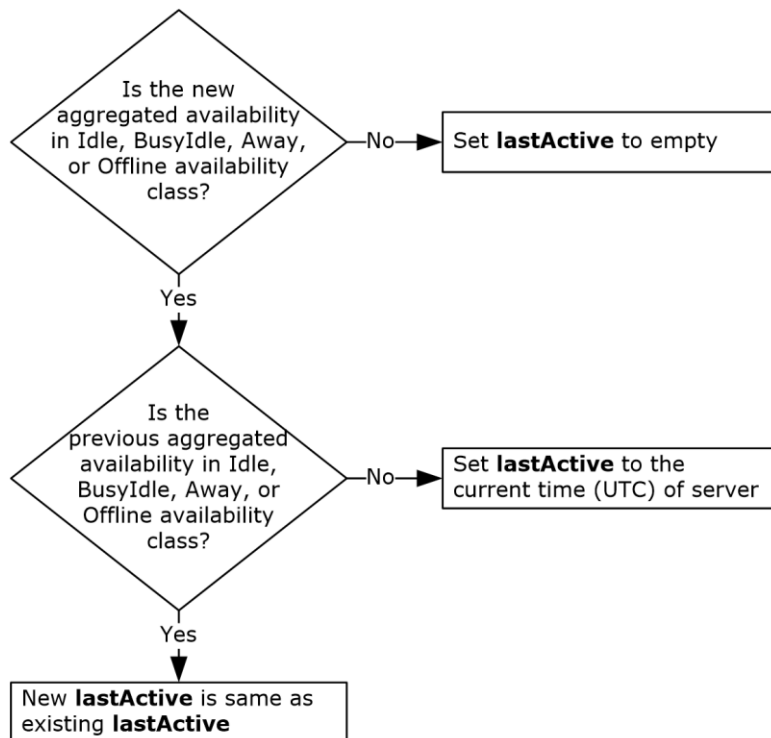 Is the new
aggregated availability
in Idle, BusyIdle, Away,
or Offline availability
class?
No
Set lastActive to empty
Yes
Is the
previous aggregated
availability in Idle,
BusyIdle, Away, or
Offline availability
class?
No
Set lastActive to the
current time (UTC) of server
Yes
New lastActive is same as
existing lastActive